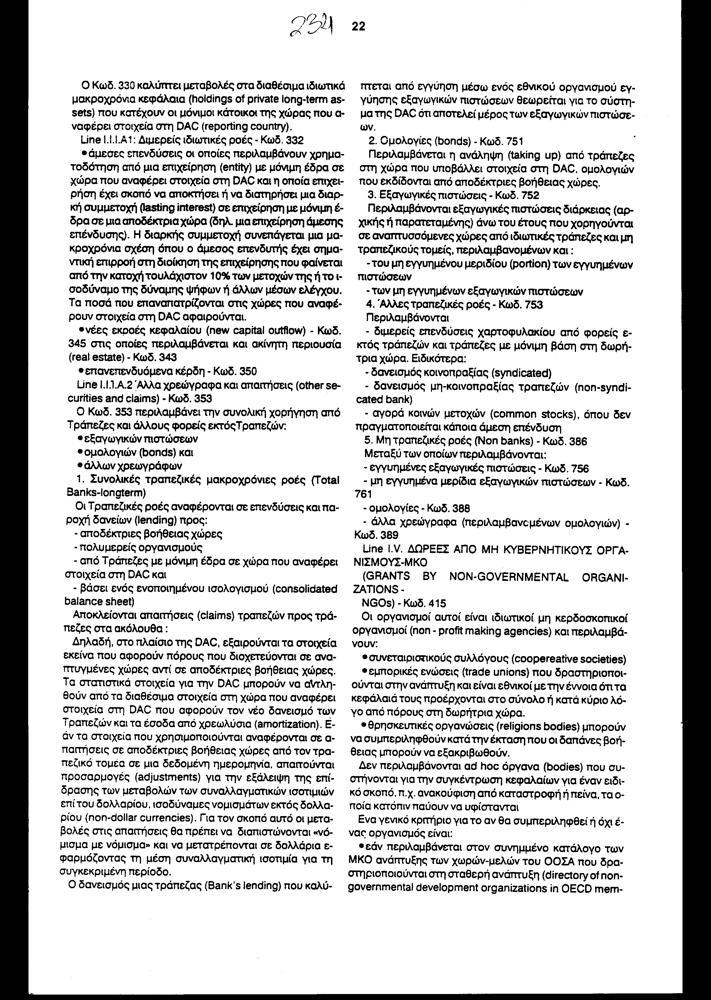 234 22
Ο Κωδ. 330 καλύπτει μεταβολές στα διαθέσιμα ιδιωτικά
μακροχρόνια κεφάλαια (holdings of private long-term as-
sets) που κατέχουν οι μόνιμοι κάτοικοι της χώρας που α-
ναφέρει στοιχεία στη DAC (reporting country).
Line I.I.I.A1: Διμερείς ιδιωτικές ροές - Κωδ. 332
•άμεσες επενδύσεις οι οποίες περιλαμβάνουν χρημα-
τοδότηση από μια επιχείρηση (entity) με μόνιμη έδρα σε
χώρα που αναφέρει στοιχεία στη DAC και η οποία επιχεί-
ρήση έχει σκοπό να αποκτήσει ή να διατηρήσει μια διαρ-
κή συμμετοχή (lasting interest) σε επιχείρηση με μόνιμη έ-
δρα σε μια αποδέκτρια χώρα (δηλ. μια επιχείρηση άμεσης
επένδυσης). Η διαρκής συμμετοχή συνεπάγεται μια μα-
κροχρόνια σχέση όπου ο άμεσος επενδυτής έχει σημα-
ντική επιρροή στη διοίκηση της επιχείρησης που φαίνεται
από την κατοχή τουλάχιστον 10% των μετοχών της ή το ι-
σοδύναμο της δύναμης ψήφων ή άλλων μέσων ελέγχου.
Τα ποσά που επαναπατρίζονται στις χώρες που αναφέ-
ρουν στοιχεία στη DAC αφαιρούνται.
•νέες εκροές κεφαλαίου (new capital outflow) - Κωδ.
345 στις οποίες περιλαμβάνεται και ακίνητη περιουσία
(real estate) - Κωδ. 343
•επανεπενδυόμενα κέρδη - Κωδ. 350
Line I.I.1.A.2 Άλλα χρεώγραφα και απαιτήσεις (other se-
curities and claims) - Κωδ. 353
Ο Κωδ. 353 περιλαμβάνει την συνολική χορήγηση από
Τράπεζες και άλλους φορείς εκτόςΤραπεζών:
•εξαγωγικών πιστώσεων
•ομολογιών (bonds) και
•άλλων χρεωγράφων
1. Συνολικές τραπεζικές μακροχρόνιες ροές (Total
Banks-longterm)
Οι Τραπεζικές ροές αναφέρονται σε επενδύσεις και πα-
ροχή δανείων (lending) προς:
- αποδέκτριες βοήθειας χώρες
- πολυμερείς οργανισμούς
- από Τράπεζες με μόνιμη έδρα σε χώρα που αναφέρει
στοιχεία στη DAC και
- βάσει ενός ενοποιημένου ισολογισμού (consolidated
balance sheet)
Αποκλείονται απαιτήσεις (claims) τραπεζών προς τρά-
πεζες στα ακόλουθα :
Δηλαδή, στο πλαίσιο της DAC, εξαιρούνται τα στοιχεία
εκείνα που αφορούν πόρους που διοχετεύονται σε ανα-
πτυγμένες χώρες αντί σε αποδέκτριες βοήθειας χώρες.
Τα στατιστικά στοιχεία για την DAC μπορούν να αντλη-
θούν από τα διαθέσιμα στοιχεία στη χώρα που αναφέρει
στοιχεία στη DAC που αφορούν τον νέο δανεισμό των
Τραπεζών και τα έσοδα από χρεωλύσια (amortization). Ε-
άν τα στοιχεία που χρησιμοποιούνται αναφέρονται σε α-
παιτήσεις σε αποδέκτριες βοήθειας χώρες από τον τρα-
πεζικό τομέα σε μια δεδομένη ημερομηνία, απαιτούνται
προσαρμογές (adjustments) για την εξάλειψη της επί-
δρασης των μεταβολών των συναλλαγματικών ισοτιμιών
επί του δολλαρίου, ισοδύναμες νομισμάτων εκτός δολλα-
ρίου (non-dollar currencies). Για τον σκοπό αυτό οι μετα-
βολές στις απαιτήσεις θα πρέπει να διαπιστώνονται «νό-
μισμα με νόμισμα» και να μετατρέπονται σε δολλάρια ε-
φαρμόζοντας τη μέση συναλλαγματική ισοτιμία για τη
συγκεκριμένη περίοδο.
Ο δανεισμός μιας τράπεζας (Bank's lending) που καλύ-
πτεται από εγγύηση μέσω ενός εθνικού οργανισμού εγ-
γύησης εξαγωγικών πιστώσεων θεωρείται για το σύστη-
μα της DAC ότι αποτελεί μέρος των εξαγωγικών πιστώσε-
ων.
2. Ομολογίες (bonds) - Κωδ. 751
Περιλαμβάνεται η ανάληψη (taking up) από τράπεζες
στη χώρα που υποβάλλει στοιχεία στη DAC, ομολογιών
που εκδίδονται από αποδέκτριες βοήθειας χώρες.
3. Εξαγωγικές πιστώσεις - Κωδ. 752
Περιλαμβάνονται εξαγωγικές πιστώσεις διάρκειας (αρ-
χικής ή παρατεταμένης) άνω του έτους που χορηγούνται
σε αναπτυσσόμενες χώρες από ιδιωτικές τράπεζες και μη
τραπεζικούς τομείς, περιλαμβανομένων και :
- του μη εγγυημένου μεριδίου (portion) των εγγυημένων
πιστώσεων
- των μη εγγυημένων εξαγωγικών πιστώσεων
4. Άλλες τραπεζικές ροές - Κωδ. 753
Περιλαμβάνονται
- διμερείς επενδύσεις χαρτοφυλακίου από φορείς ε-
κτός τράπεζών και τράπεζες με μόνιμη βάση στη δωρή-
τρια χώρα. Ειδικότερα:
- δανεισμός κοινοπραξίας (syndicated)
- δανεισμός μη-κοινοπραξίας τραπεζών (non-syndi-
cated bank)
- αγορά κοινών μετοχών (common stocks), όπου δεν
πραγματοποιείται κάποια άμεση επένδυση
5. Μη τραπεζικές ροές (Non banks) - Κωδ. 386
Μεταξύ των οποίων περιλαμβάνονται:
- εγγυημένες εξαγωγικές πιστώσεις - Κωδ. 756
- μη εγγυημένα μερίδια εξαγωγικών πιστώσεων - Κωδ.
761
- ομολογίες - Κωδ. 388
- άλλα χρεώγραφα (περιλαμβανομένων ομολογιών) -
Κωδ. 389
Line I.V. ΔΩΡΕΕΣ ΑΠΟ ΜΗ ΚΥΒΕΡΝΗΤΙΚΟΥΣ ΟΡΓΑ-
ΝΙΣΜΟΥΣ-ΜΚΟ
(GRANTS BY NON-GOVERNMENTAL ORGANI-
ZATIONS -
NGOs) - Κωδ. 415
Οι οργανισμοί αυτοί είναι ιδιωτικοί μη κερδοσκοπικοί
οργανισμοί (non - profit making agencies) και περιλαμβά-
νουν:
•συνεταιριστικούς συλλόγους (coopereative societies)
•εμπορικές ενώσεις (trade unions) που δραστηριοποι-
ούνται στην ανάπτυξη και είναι εθνικοί με την έννοια ότι τα
κεφάλαιά τους προέρχονται στο σύνολο ή κατά κύριο λό-
γο από πόρους στη δωρήτρια χώρα.
•θρησκευτικές οργανώσεις (religions bodies) μπορούν
να συμπεριληφθούν κατά την έκταση που οι δαπάνες βοή-
θειας μπορούν να εξακριβωθούν.
Δεν περιλαμβάνονται ad hoc όργανα (bodies) που συ-
στήνονται για την συγκέντρωση κεφαλαίων για έναν ειδι-
κό σκοπό, π.χ. ανακούφιση από καταστροφή ή πείνα, τα ο-
ποία κατόπιν παύουν να υφίστανται
Ενα γενικό κριτήριο για το αν θα συμπεριληφθεί ή όχι έ-
νας οργανισμός είναι:
•εάν περιλαμβάνεται στον συνημμένο κατάλογο των
ΜΚΟ ανάπτυξης των χωρών-μελών του ΟΟΣΑ που δρα-
στηριοποιούνται στη σταθερή ανάπτυξη (directory of non-
governmental development organizations in OECD mem-